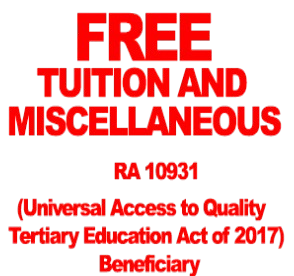 FREE
TUITION AND
MISCELLANEOUS
RA 10931
(Universal Access to Quality
Tertiary Education Act of 2017)
Beneficiary